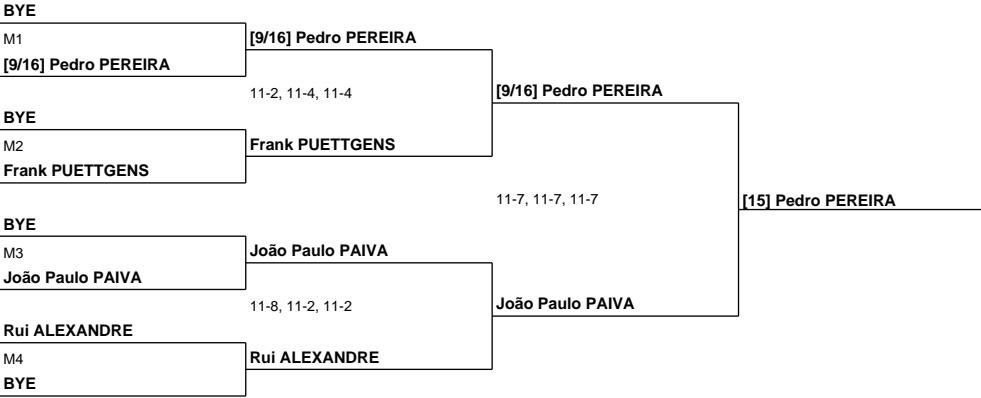 BYE
M1
[9/16] Pedro PEREIRA
[9/16] Pedro PEREIRA
11-2, 11-4, 11-4
[9/16] Pedro PEREIRA
BYE
M2
Frank PUETTGENS
Frank PUETTGENS
11-7, 11-7, 11-7
[15] Pedro PEREIRA
BYE
M3
João Paulo PAIVA
João Paulo PAIVA
11-8, 11-2, 11-2
João Paulo PAIVA
Rui ALEXANDRE
M4
BYE
Rui ALEXANDRE